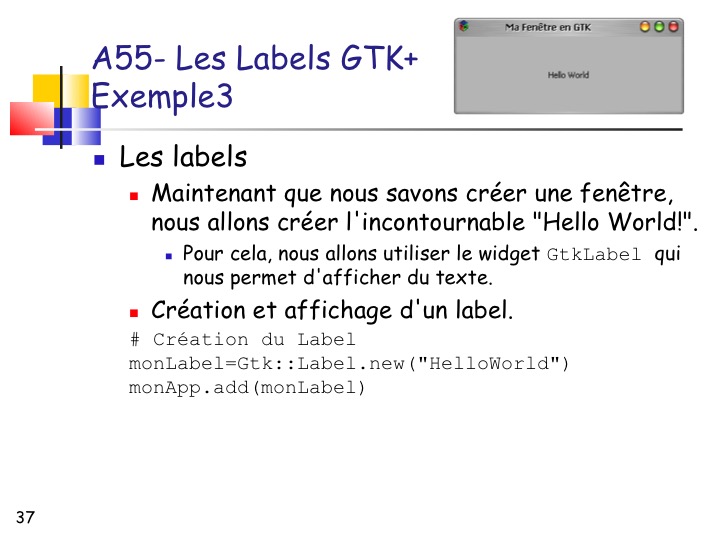 A55- Les Labels GTK+
Exemple3
Ma Fenêtre en GTK
Hello World
Les labels
Maintenant que nous savons créer une fenêtre,
nous allons créer l'incontournable "Hello World!".
Pour cela, nous allons utiliser le widget GtkLabel qui
nous permet d'afficher du texte.
Création et affichage d'un label.
# Création du Label
monLabel=Gtk::Label.new("HelloWorld")
monApp.add(monLabel)
37